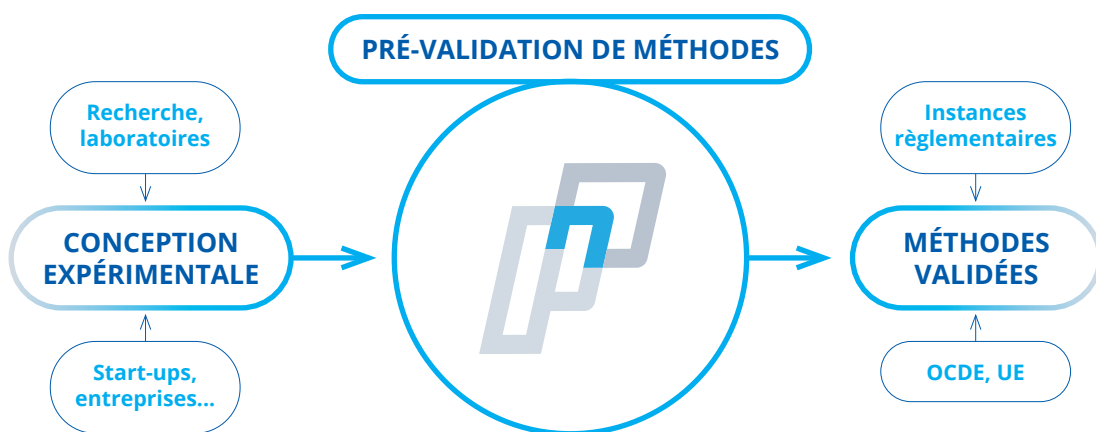 PRÉ-VALIDATION DE MÉTHODES
Recherche,
laboratoires
CONCEPTION
EXPÉRIMENTALE
Start-ups,
entreprises...
Instances
règlementaires
MÉTHODES
VALIDÉES
OCDE, UE